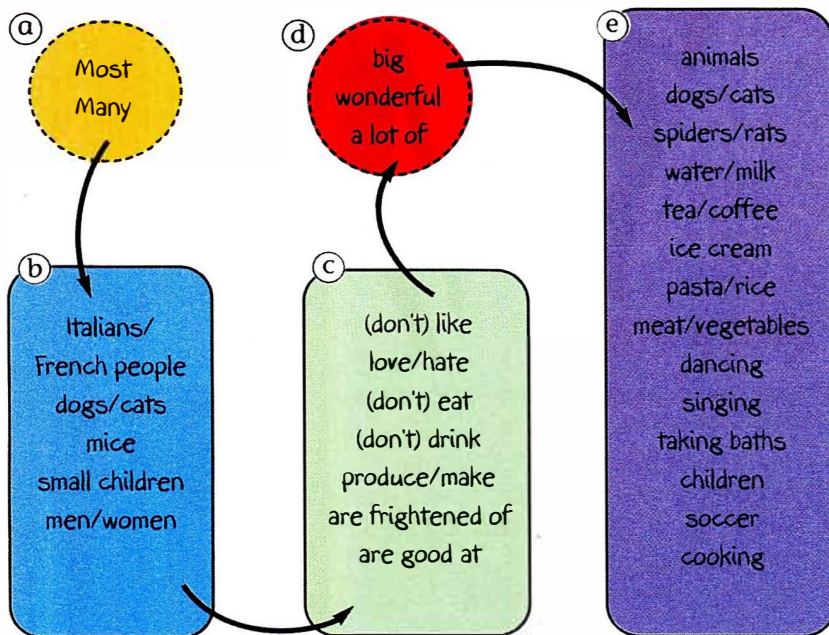 a
Most
Many
b
Italians/
French people
dogs/cats
mice
small children
men/women
c
(don't) like
love/hate
(don't) eat
(don't) drink
produce/make
are frightened of
are good at
d
big
wonderful
a lot of
e
animals
dogs/cats
spiders/rats
water/milk
tea/coffee
ice cream
pasta/rice
meat/vegetables
dancing
singing
taking baths
children
soccer
cooking